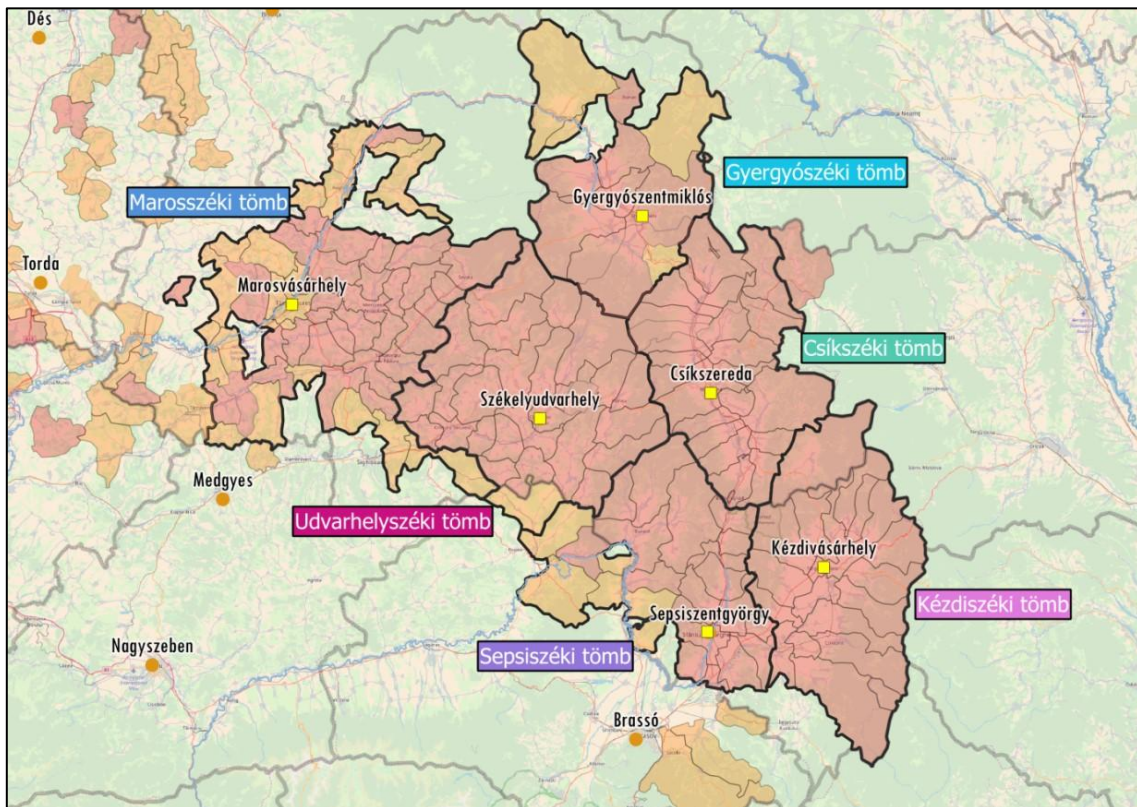 Dés
Gyergyószéki tömb
Marosszéki tömb
Gyergyószentmiklós
Torda
Marosvásárhely
Csíkszéki tömb
Csíkszereda
Székelyudvarhely
Medgyes
Udvarhelyszéki tömb
Kézdivásárhely
Kézdiszéki tömb
Sepsiszentgyörgy
Nagyszeben
Sepsiszéki tömb
Brassó